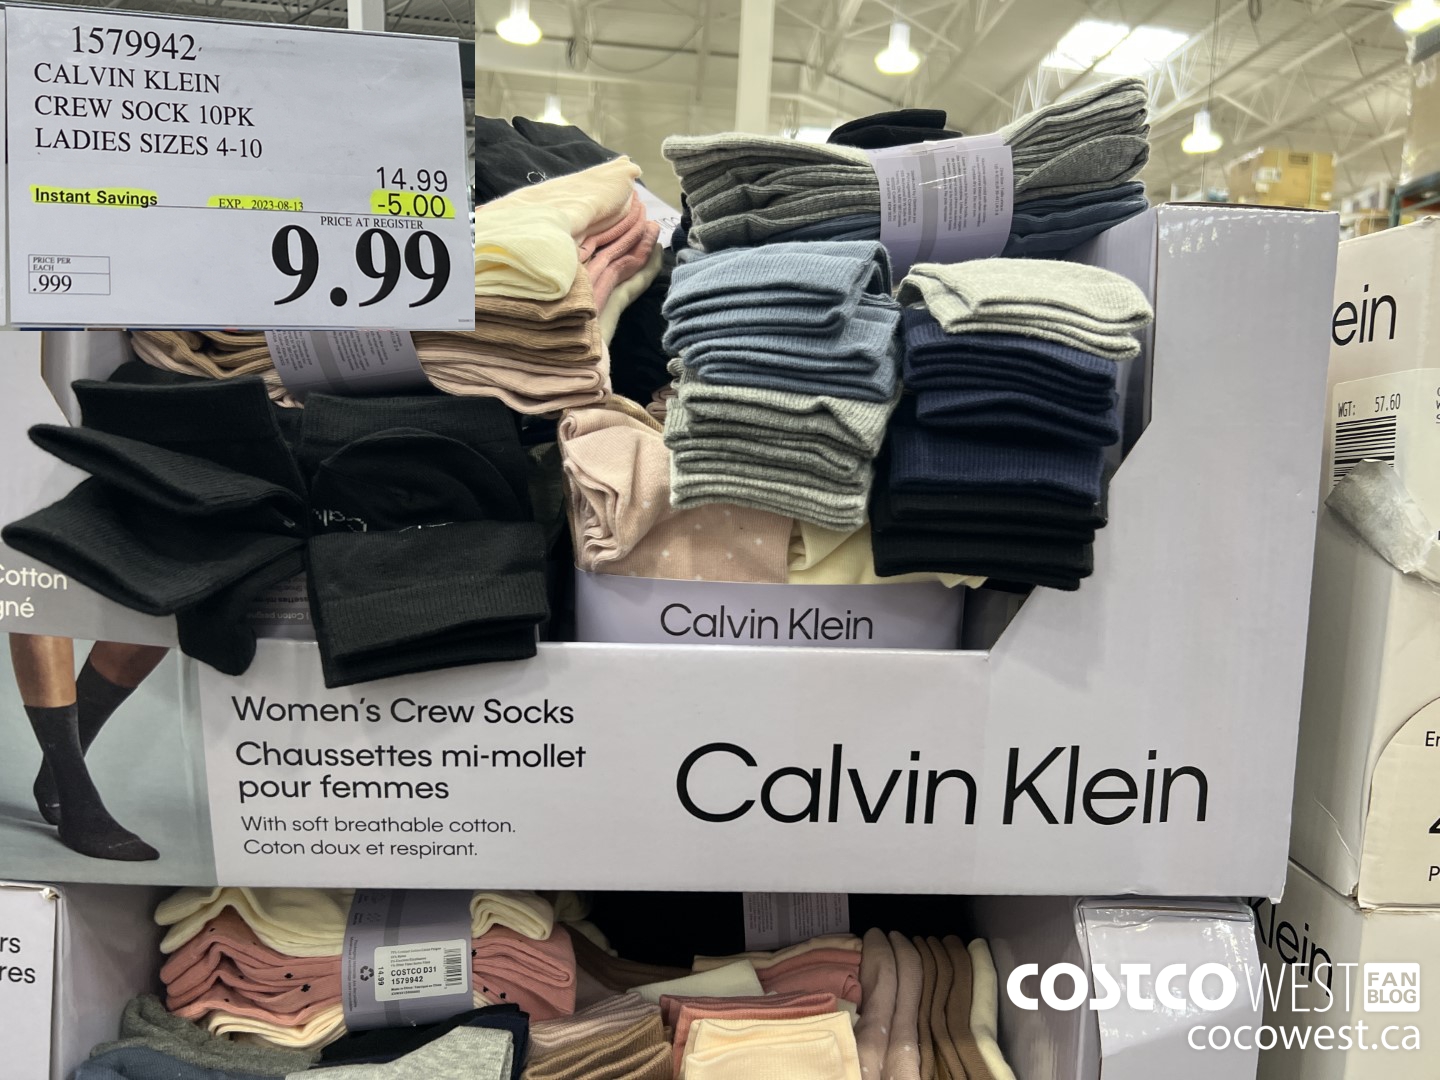 1579942
CALVIN KLEIN
CREW SOCK 10PK
LADIES SIZES 4-10
14.99
Instant Savings EXP. 2023-08-13 -5.00
PRICE AT REGISTER
9.99
PRICE PER
EACH
.999
ein
WGT: 57.60
Cotton
gné
Calvin Klein
Women's Crew Socks
Chaussettes mi-mollet
pour femmes
With soft breathable cotton.
Coton doux et respirant.
Calvin Klein
En
P
rs
res
14.99
COSTCO D31
1579942
Klein
COSTCO WEST FAN
BLOG
cocowest.ca